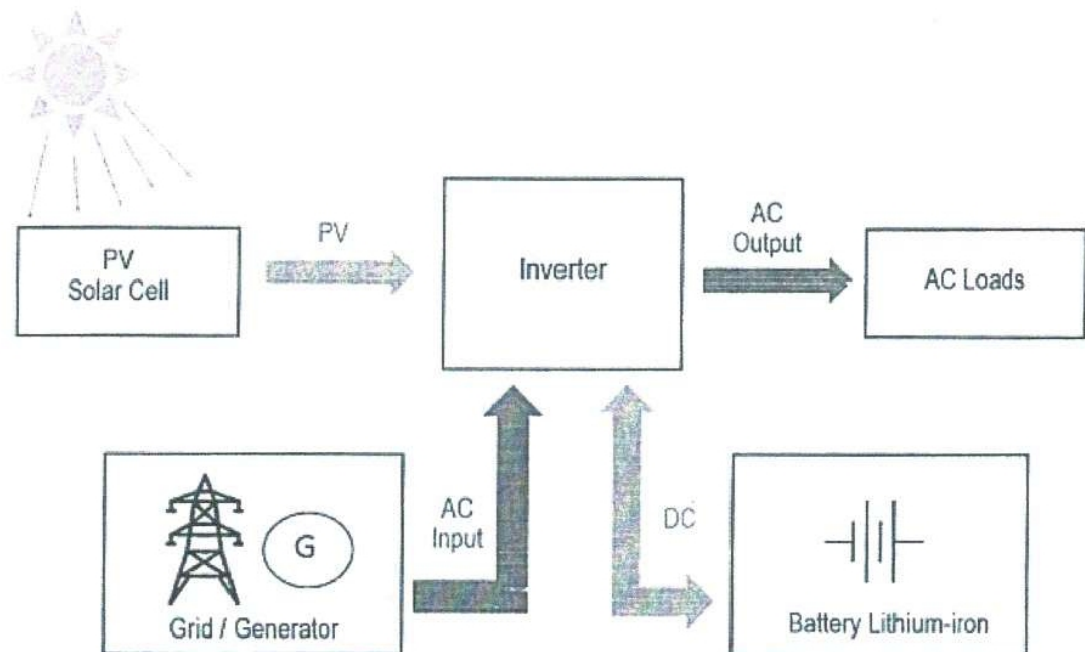 PV
Solar Cell
PV
Inverter
AC
Output
AC Loads
G
Grid / Generator
AC
Input
DC
Battery Lithium-iron